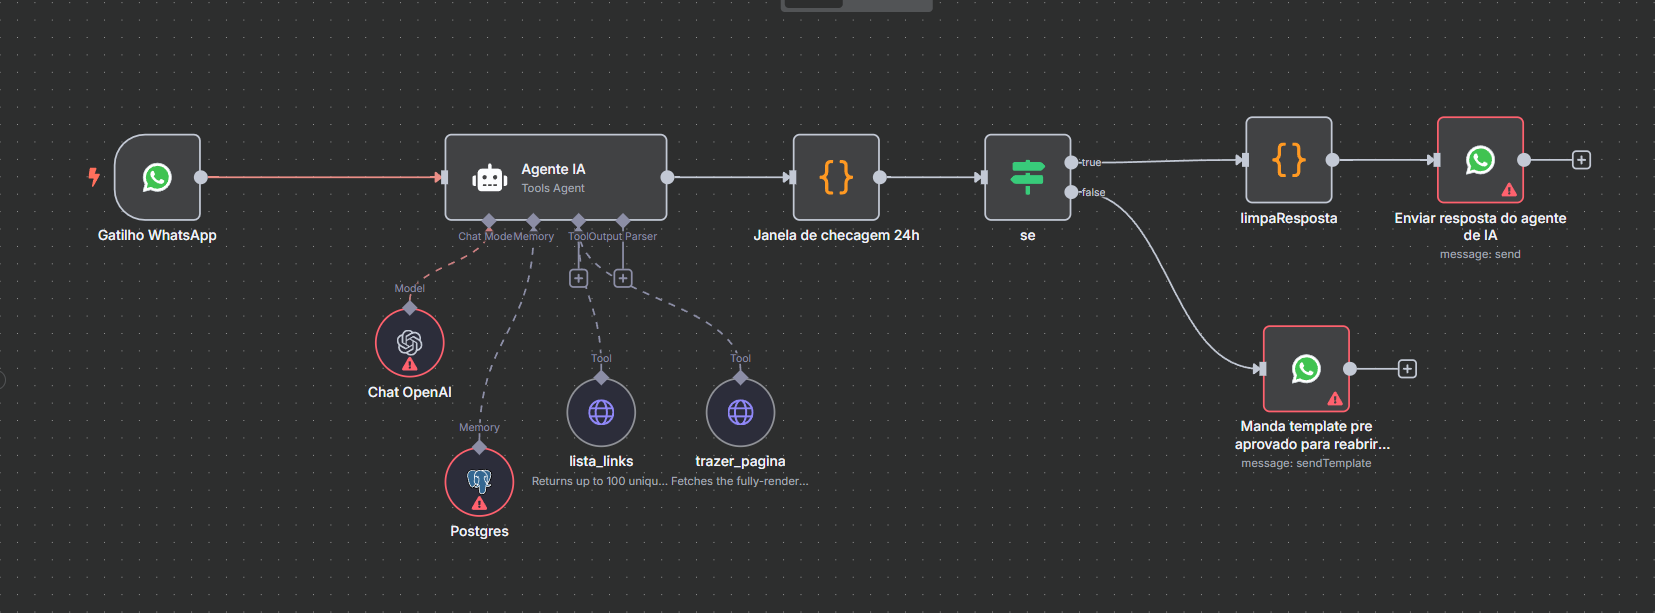 Gatilho WhatsApp
Agente IA
Tools Agent
Chat Mode
Memory
Tool
Output Parser
Janela de checagem 24h
se
true
false
limpaResposta
Enviar resposta do agente
de IA
message: send
Model
Chat OpenAI
Memory
Postgres
Tool
lista_links
Returns up to 100 uniqu...
Tool
trazer_pagina
Fetches the fully-render...
Manda template pre
aprovado para reabrir...
message: sendTemplate